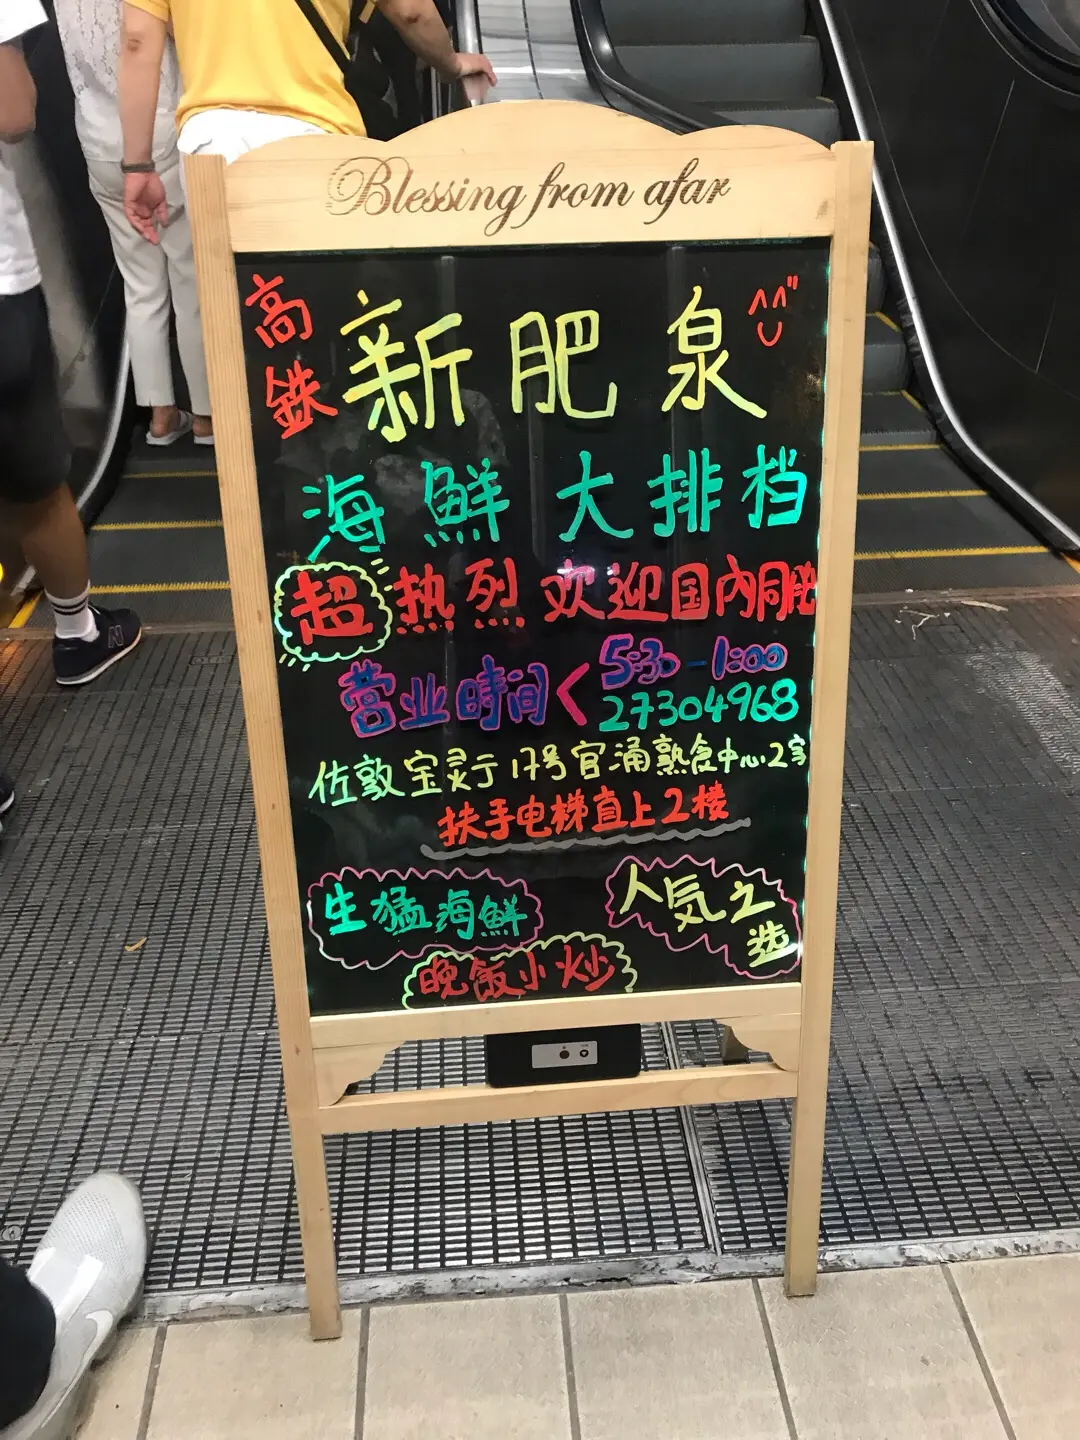 Blessing from afar
高鉄
新肥泉
海鮮大排档
超热烈欢迎国内同胞
营业時间<5:30-1:00
27304968
佐敦宝灵于17号官涌熟食中心2字
扶手电梯直上2楼
生猛海鮮
人気之选
晚飯小炒